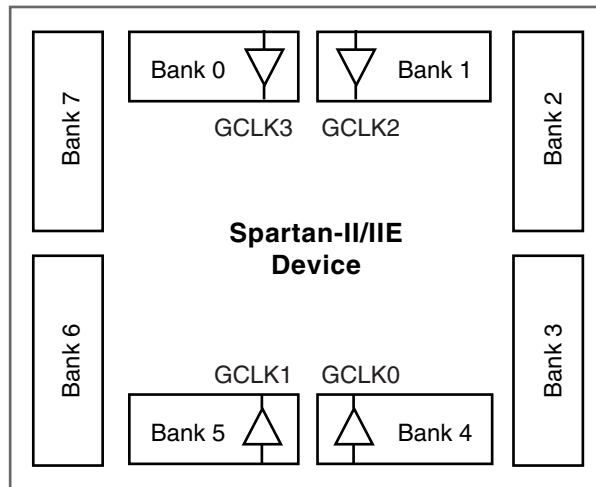 Bank 0
Bank 1
GCLK3
GCLK2
Bank 7
Bank 2
Spartan-II/IIE
Device
Bank 6
Bank 3
GCLK1
GCLK0
Bank 5
Bank 4